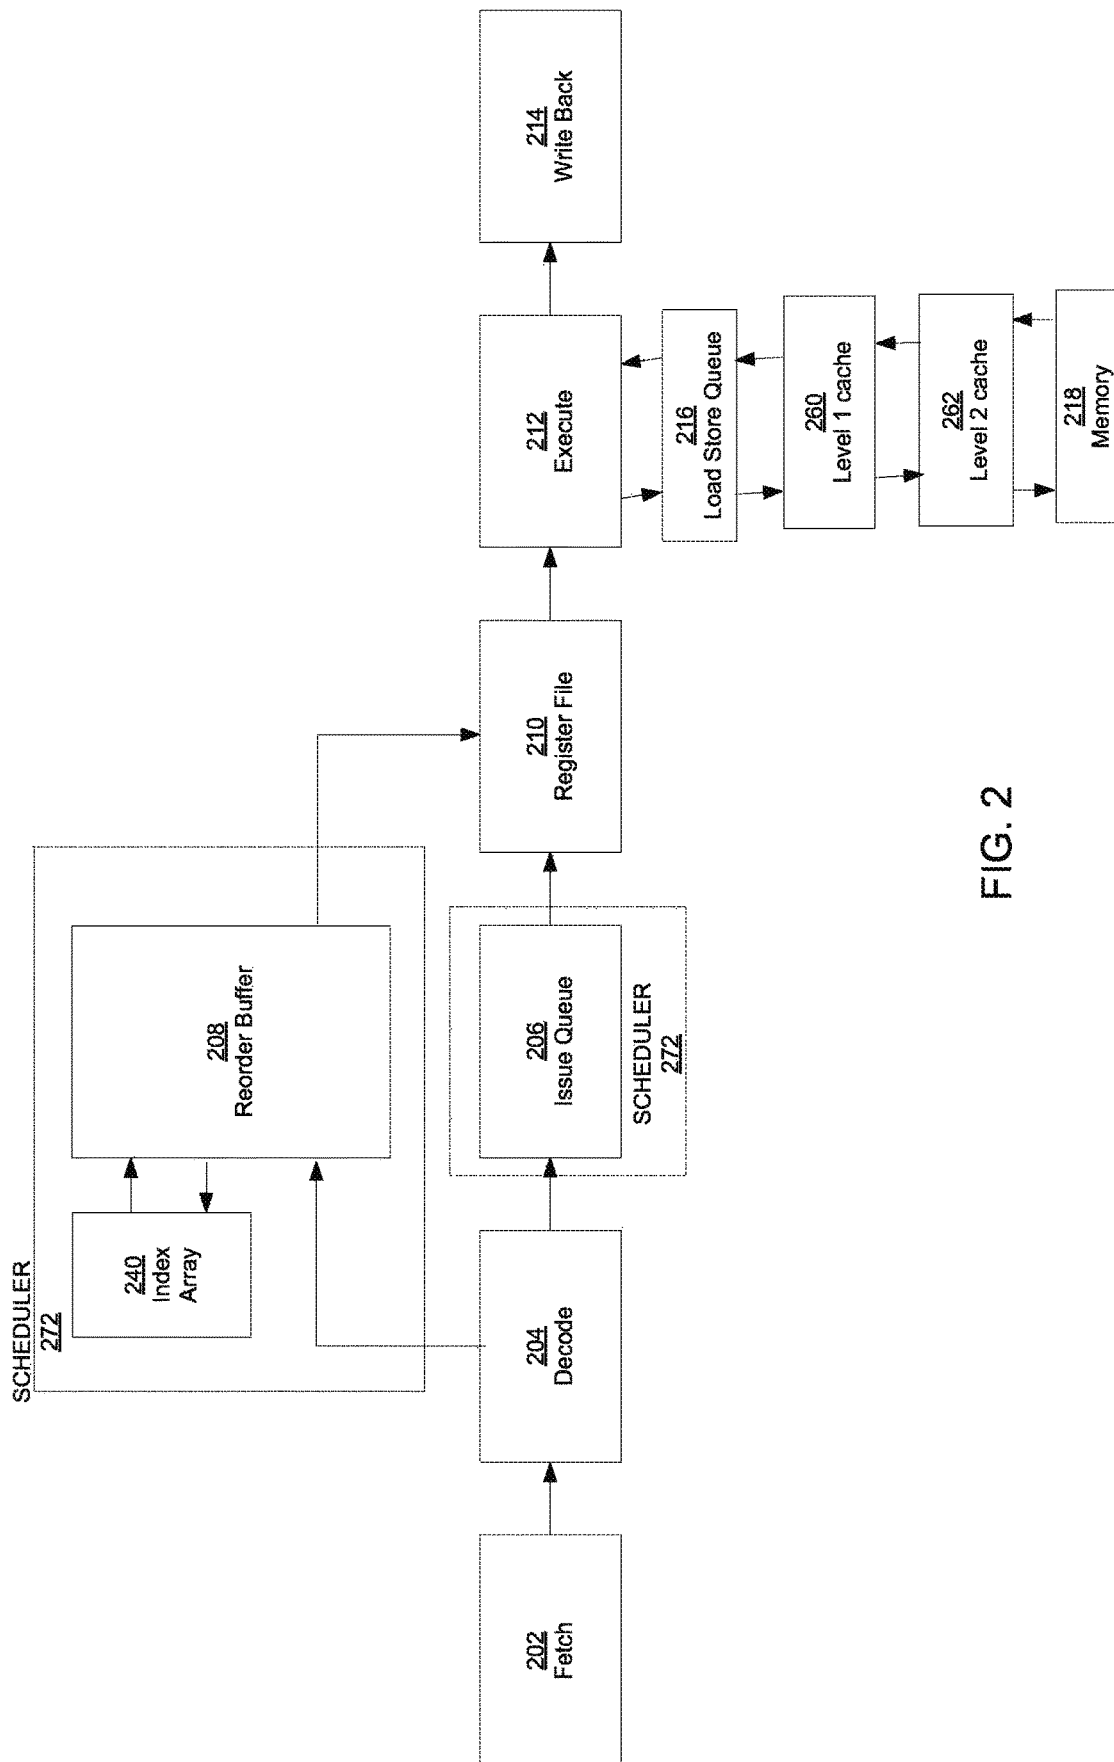 SCHEDULER
272
240
Index
Array
208
Reorder Buffer
202
Fetch
204
Decode
206
Issue Queue
SCHEDULER
272
210
Register File
212
Execute
214
Write Back
216
Load Store Queue
260
Level 1 cache
262
Level 2 cache
218
Memory
FIG. 2